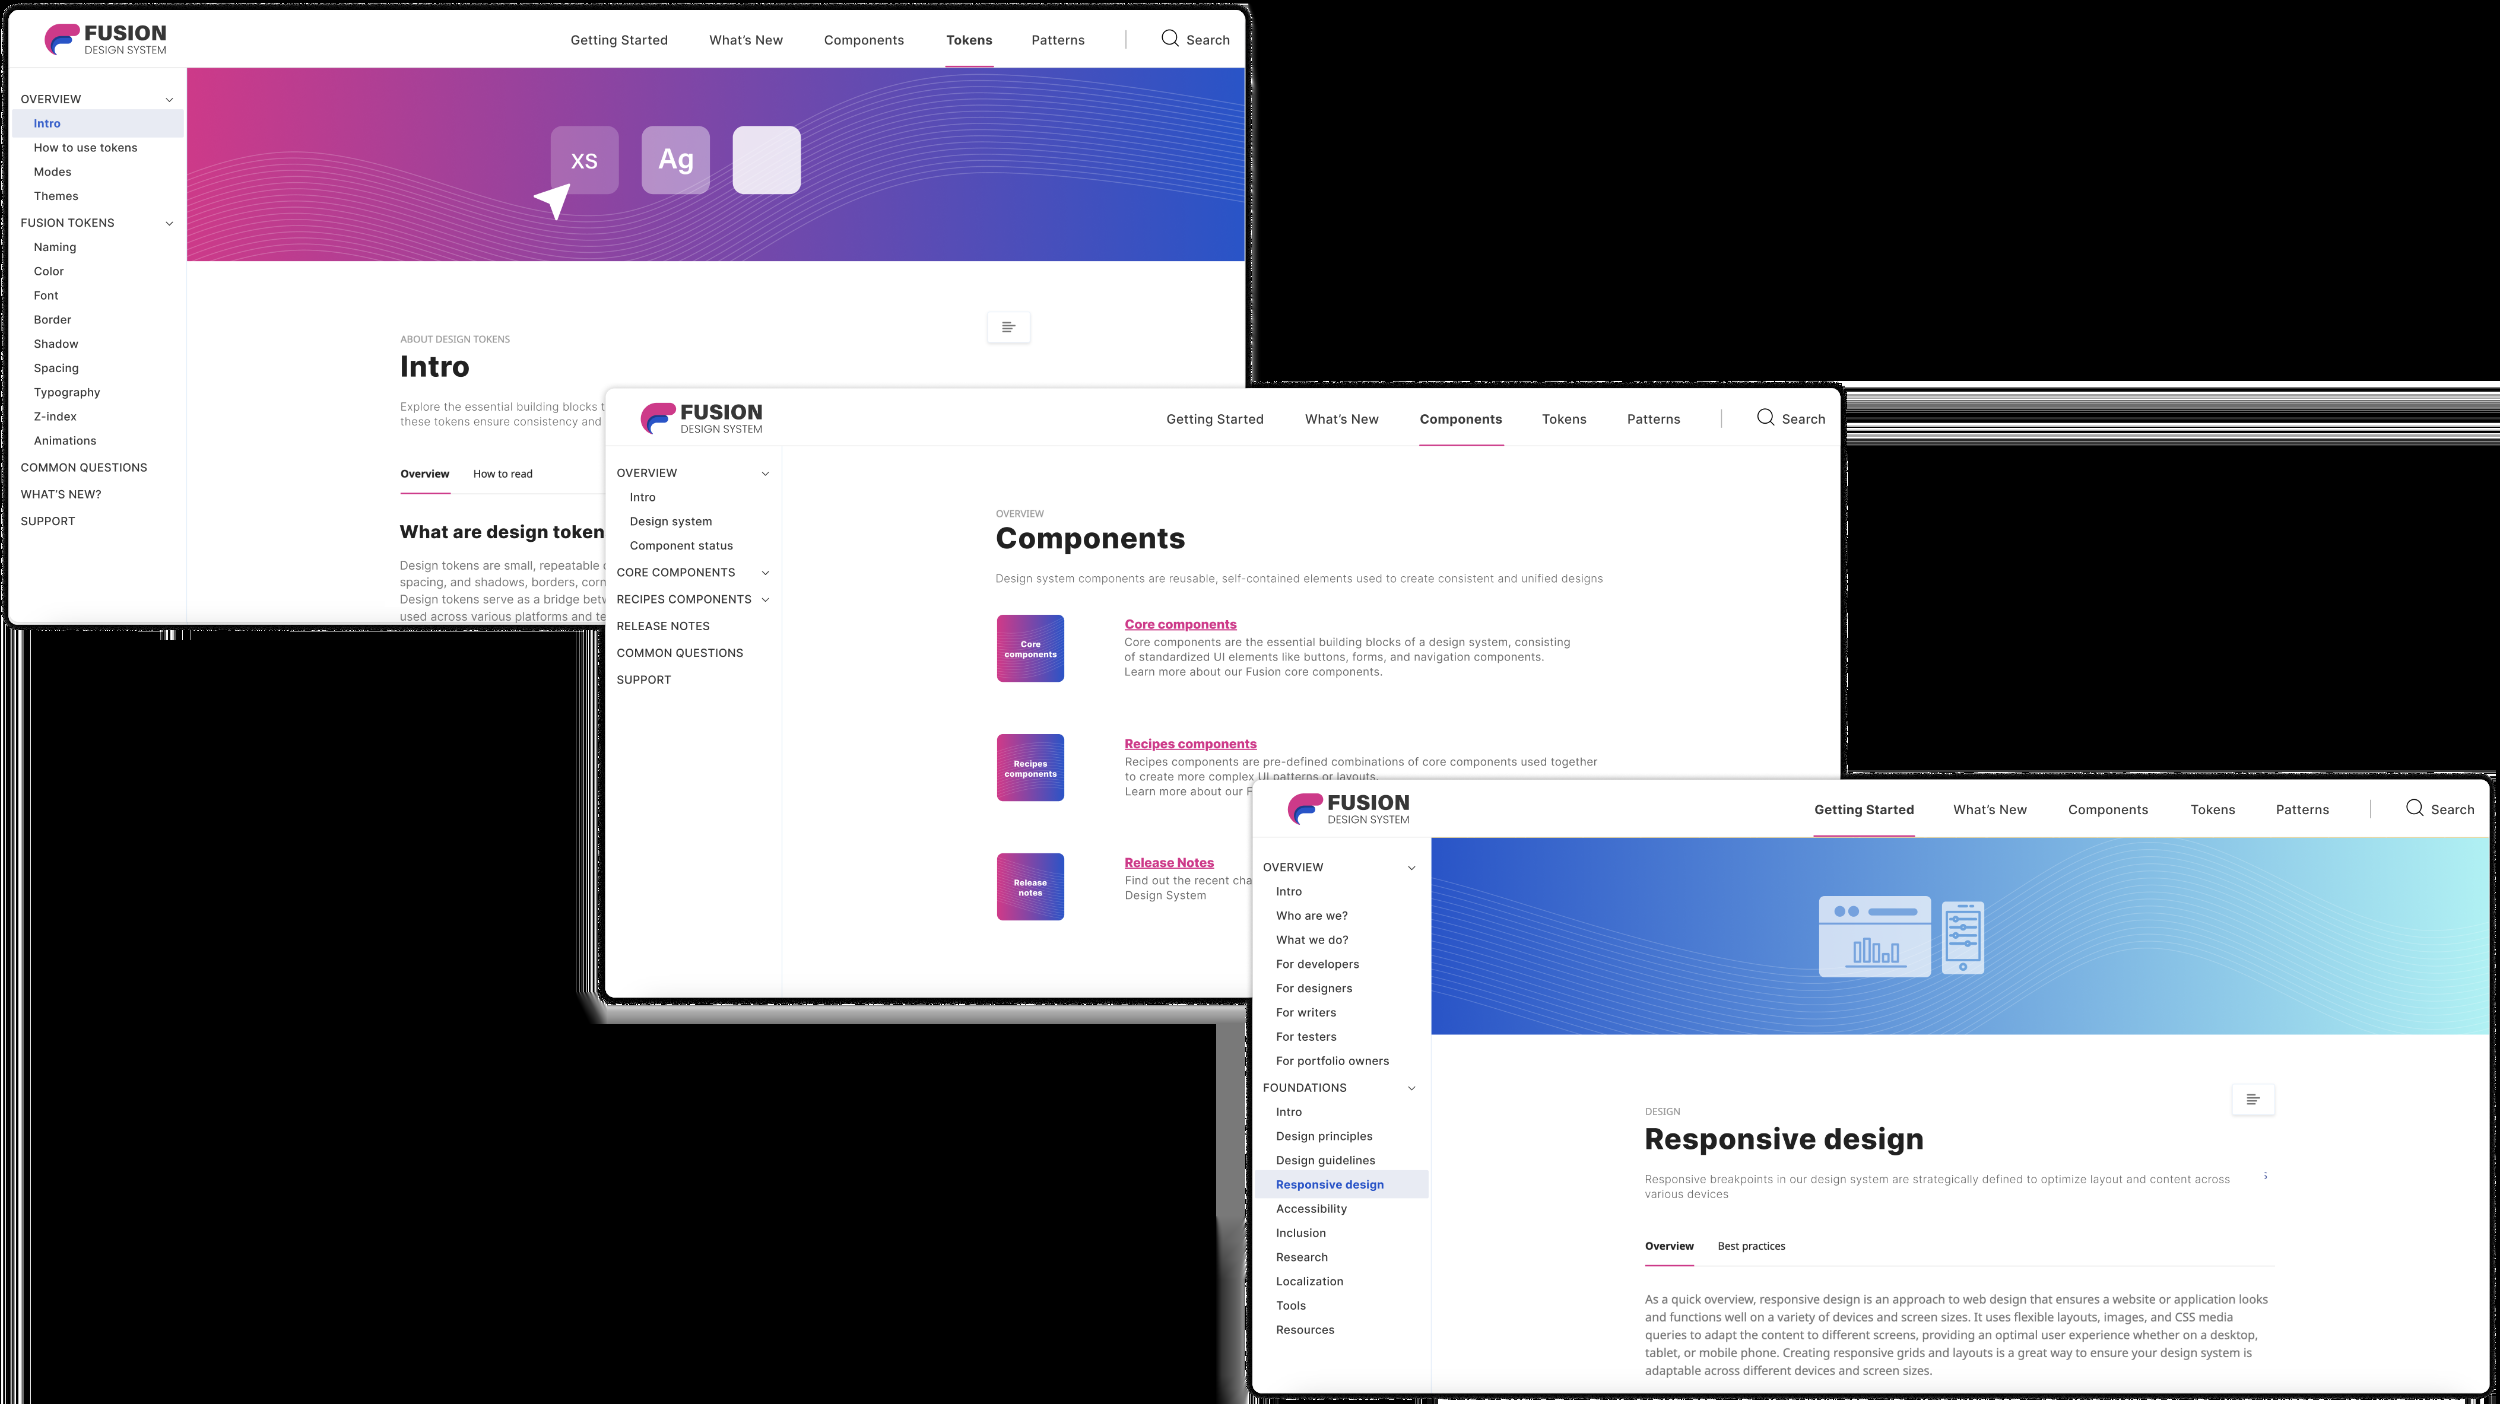 FUSION
DESIGN SYSTEM
Getting Started
What's New
Components
Tokens
Patterns
Search
OVERVIEW
Intro
How to use tokens
Modes
Themes
FUSION TOKENS
Naming
Color
Font
Border
Shadow
Spacing
Typography
Z-index
Animations
COMMON QUESTIONS
WHAT'S NEW?
SUPPORT
xs
Ag
ABOUT DESIGN TOKENS
Intro
Explore the essential building blocks
these tokens ensure consistency and
Overview
How to read
What are design token
Design tokens are small, repeatable
spacing, and shadows, borders,
Design tokens serve as a bridge
used across various platforms and
FUSION
DESIGN SYSTEM
Getting Started
What's New
Components
Tokens
Patterns
Search
OVERVIEW
Intro
Design system
Component status
CORE COMPONENTS
RECIPES COMPONENTS
RELEASE NOTES
COMMON QUESTIONS
SUPPORT
OVERVIEW
Components
Design system components are reusable, self-contained elements used to create consistent and unified designs
Core
components
Core components
Core components are the essential building blocks of a design system, consisting
of standardized UI elements like buttons, forms, and navigation components.
Learn more about our Fusion core components.
Recipes
components
Recipes components
Recipes components are pre-defined combinations of core components used together
to create more complex UI patterns or layouts.
Learn more about our F
Release
notes
Release Notes
Find out the recent cha
Design System
FUSION
DESIGN SYSTEM
Getting Started
What's New
Components
Tokens
Patterns
Search
OVERVIEW
Intro
Who are we?
What we do?
For developers
For designers
For writers
For testers
For portfolio owners
FOUNDATIONS
Intro
Design principles
Design guidelines
Responsive design
Accessibility
Inclusion
Research
Localization
Tools
Resources
DESIGN
Responsive design
Responsive breakpoints in our design system are strategically defined to optimize layout and content across
various devices
Overview
Best practices
As a quick overview, responsive design is an approach to web design that ensures a website or application looks
and functions well on a variety of devices and screen sizes. It uses flexible layouts, images, and CSS media
queries to adapt the content to different screens, providing an optimal user experience whether on a desktop,
tablet, or mobile phone. Creating responsive grids and layouts is a great way to ensure your design system is
adaptable across different devices and screen sizes.